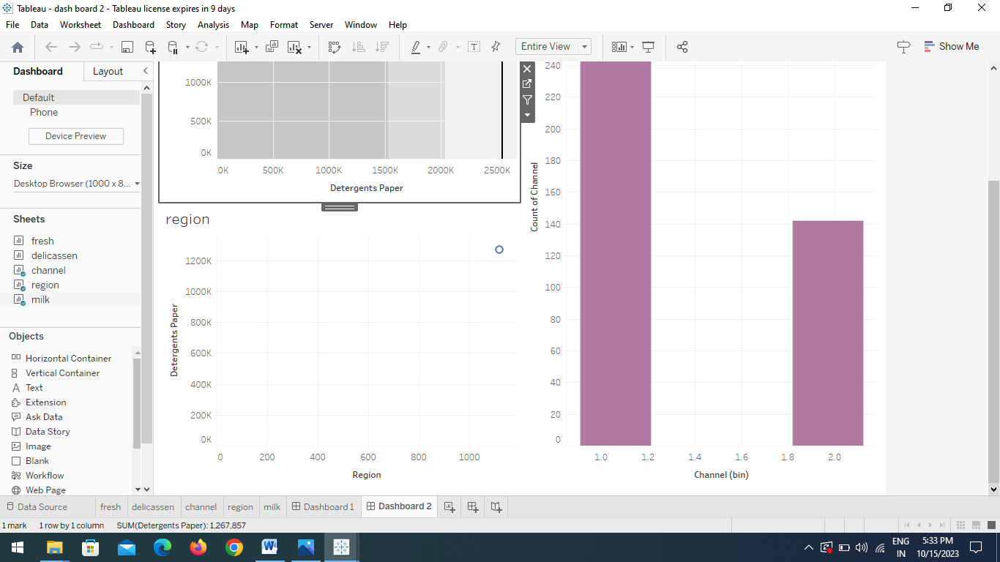 Tableau - dash board 2 - Tableau license expires in 9 days
File Data Worksheet Dashboard Story Analysis Map Format Server Window Help
T Entire View Show Me
Dashboard Layout
Default
Phone
Device Preview
Size
Desktop Browser (1000 x 8...
Sheets
fresh
delicassen
channel
region
milk
Objects
Horizontal Container
Vertical Container
A Text
Extension
Ask Data
Data Story
Image
Blank
Workflow
Web Page
1000K
500K
0K
0K 500K 1000K 1500K 2000K 2500K
Detergents Paper
region
Detergents Paper
1200K
1000K
800K
600K
400K
200K
0K
0 200 400 600 800 1000
Region
Count of Channel
240
220
200
180
160
140
120
100
80
60
40
20
0
1.0 1.2 1.4 1.6 1.8 2.0
Channel (bin)
Data Source fresh delicassen channel region milk Dashboard 1 Dashboard 2
1 mark 1 row by 1 column SUM(Detergents Paper): 1,267,857
W ENG 5:33 PM
IN 10/15/2023